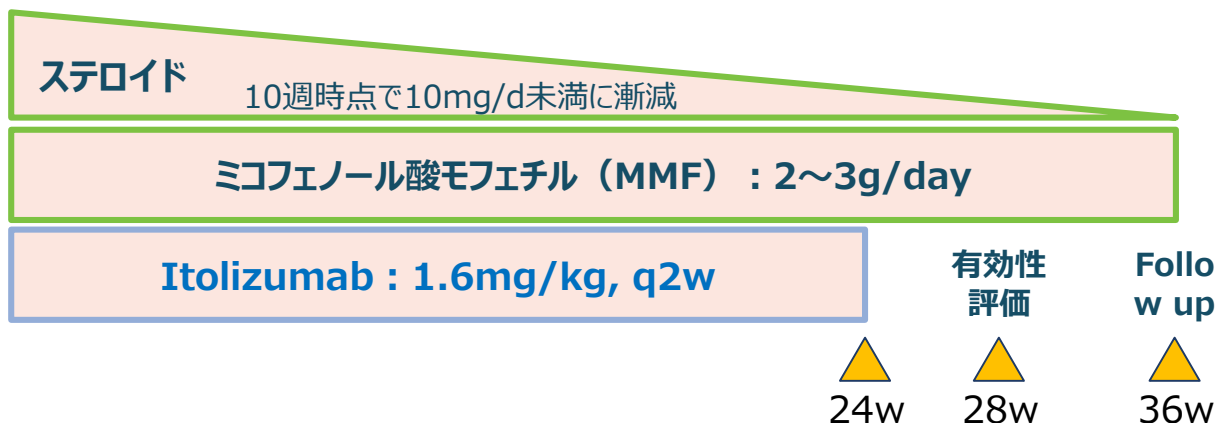 ステロイド
10週時点で10mg/d未満に漸減
ミコフェノール酸モフェチル（MMF）：2～3g/day
Itolizumab：1.6mg/kg, q2w
有効性
評価
Follo
w up
24w
28w
36w